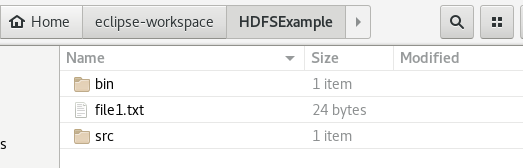 Home eclipse-workspace HDFSExample
Name Size Modified
bin 1 item
file1.txt 24 bytes
src 1 item
s